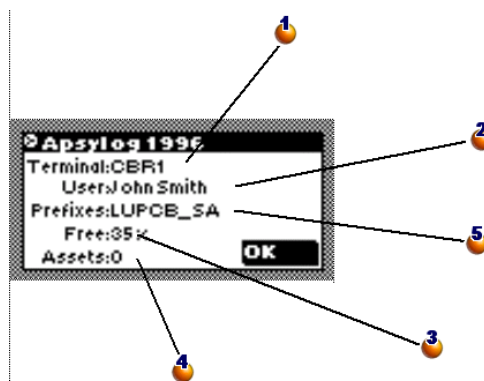 1
Apsylog 1996
2
Terminal:CBR1
User:John Smith
Prefixes:LUPCB_SA
5
Free:35%
OK
Assets:0
3
4